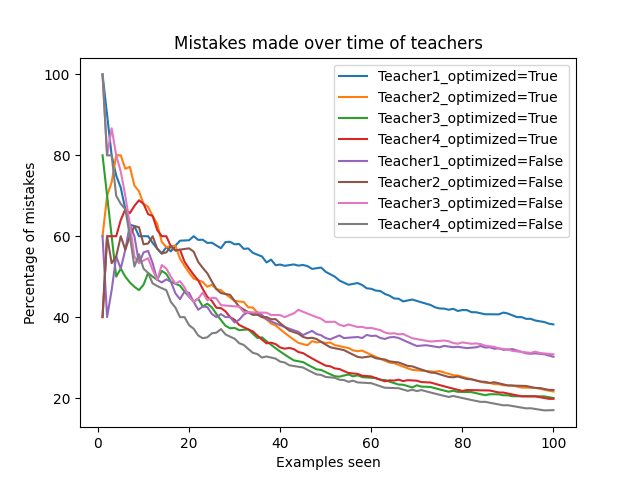 Mistakes made over time of teachers
Percentage of mistakes
100
80
60
40
20
Teacher1_optimized=True
Teacher2_optimized=True
Teacher3_optimized=True
Teacher4_optimized=True
Teacher1_optimized=False
Teacher2_optimized=False
Teacher3_optimized=False
Teacher4_optimized=False
0 20 40 60 80 100
Examples seen